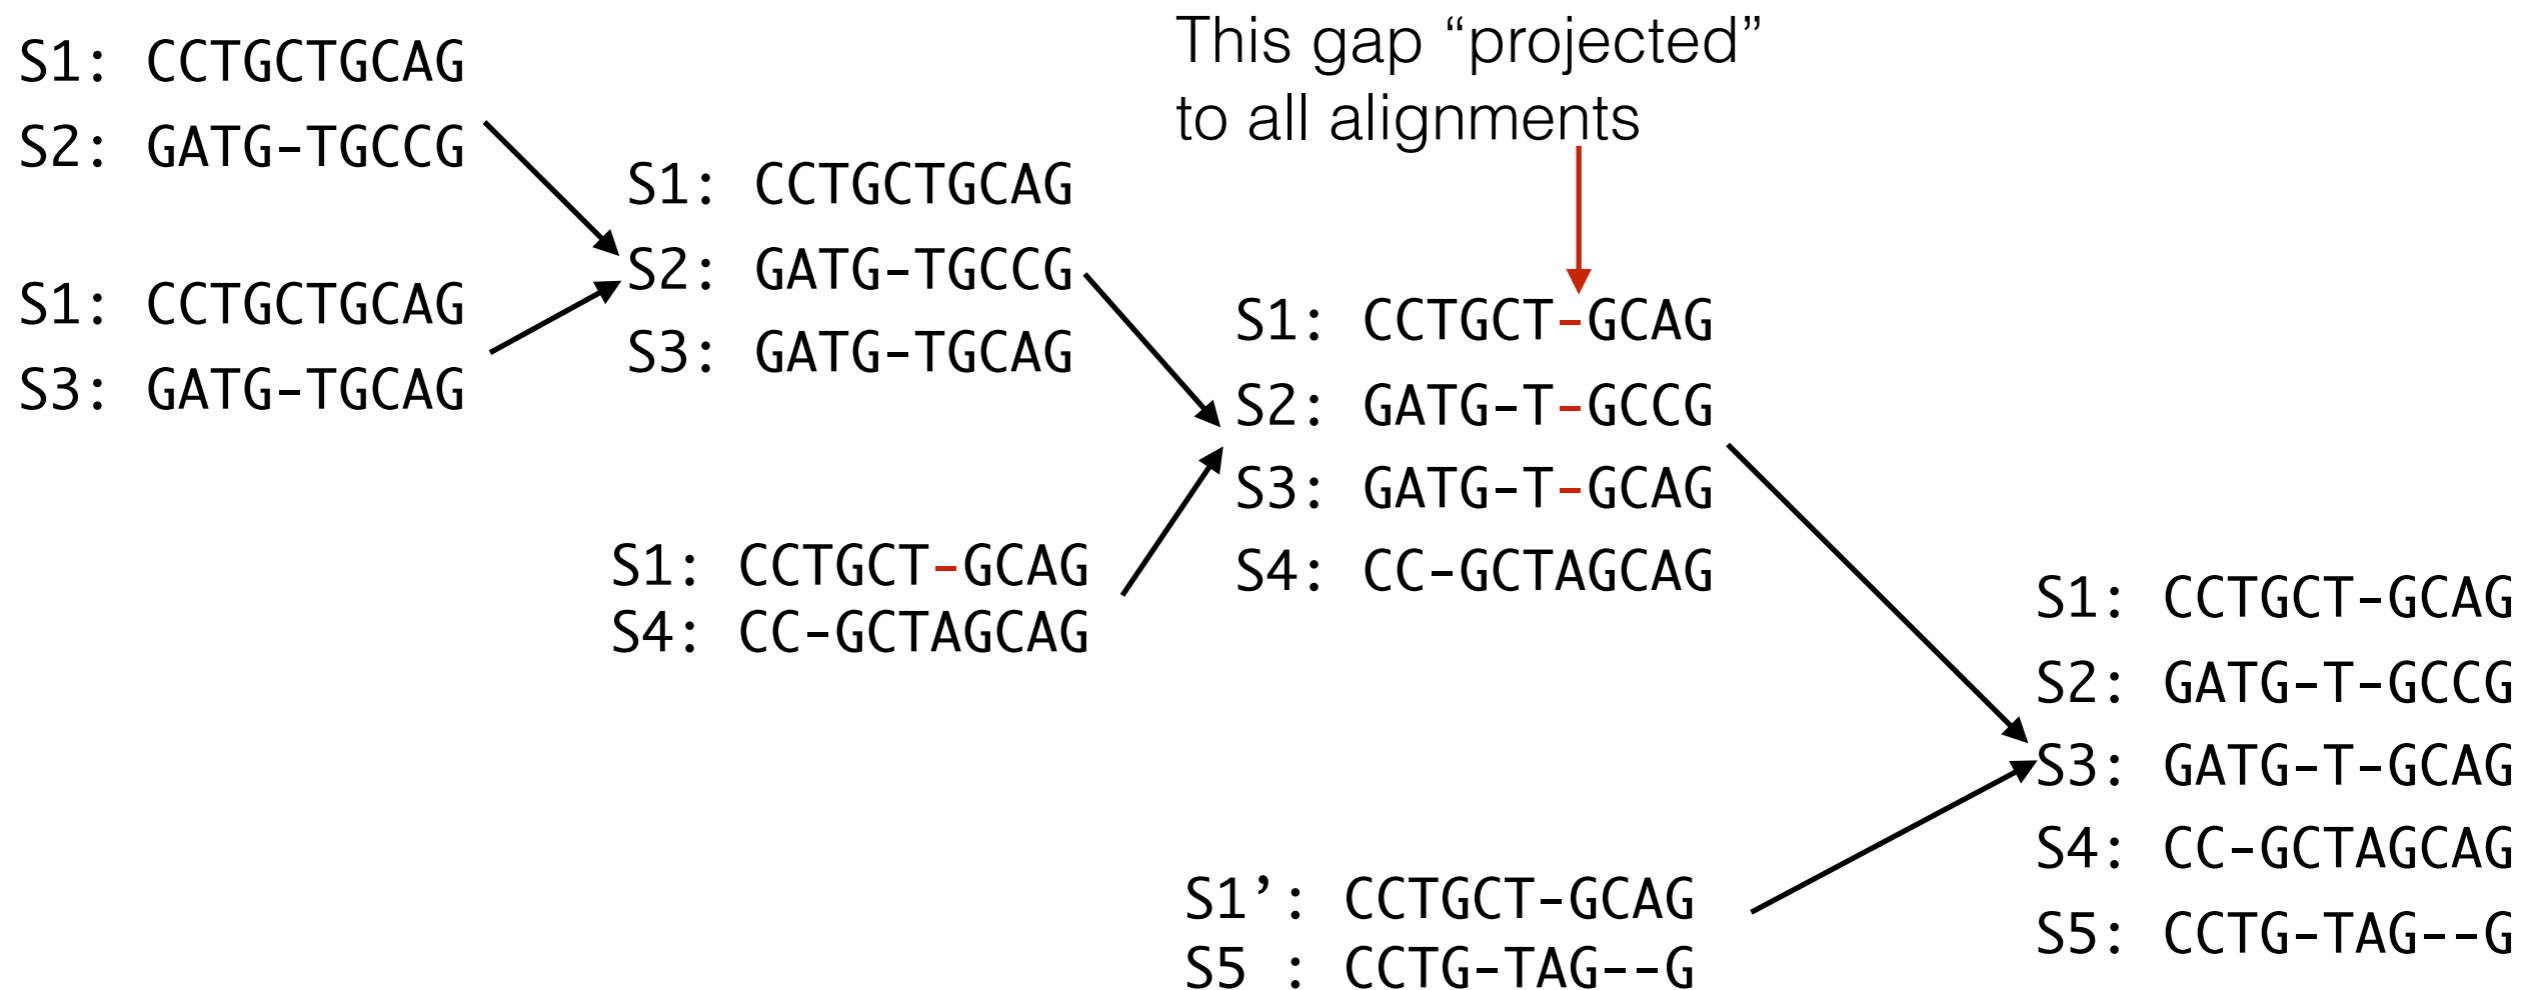 This gap “projected”
to all alignments
S1: CCTGCTGCAG
S2: GATG-TGCCG
S1: CCTGCTGCAG
S3: GATG-TGCAG
S1: CCTGCTGCAG
S2: GATG-TGCCG
S3: GATG-TGCAG
S1: CCTGCT-GCAG
S4: CC-GCTAGCAG
S1: CCTGCT-GCAG
S2: GATG-T-GCCG
S3: GATG-T-GCAG
S4: CC-GCTAGCAG
S1’: CCTGCT-GCAG
S5 : CCTG-TAG--G
S1: CCTGCT-GCAG
S2: GATG-T-GCCG
S3: GATG-T-GCAG
S4: CC-GCTAGCAG
S5: CCTG-TAG--G